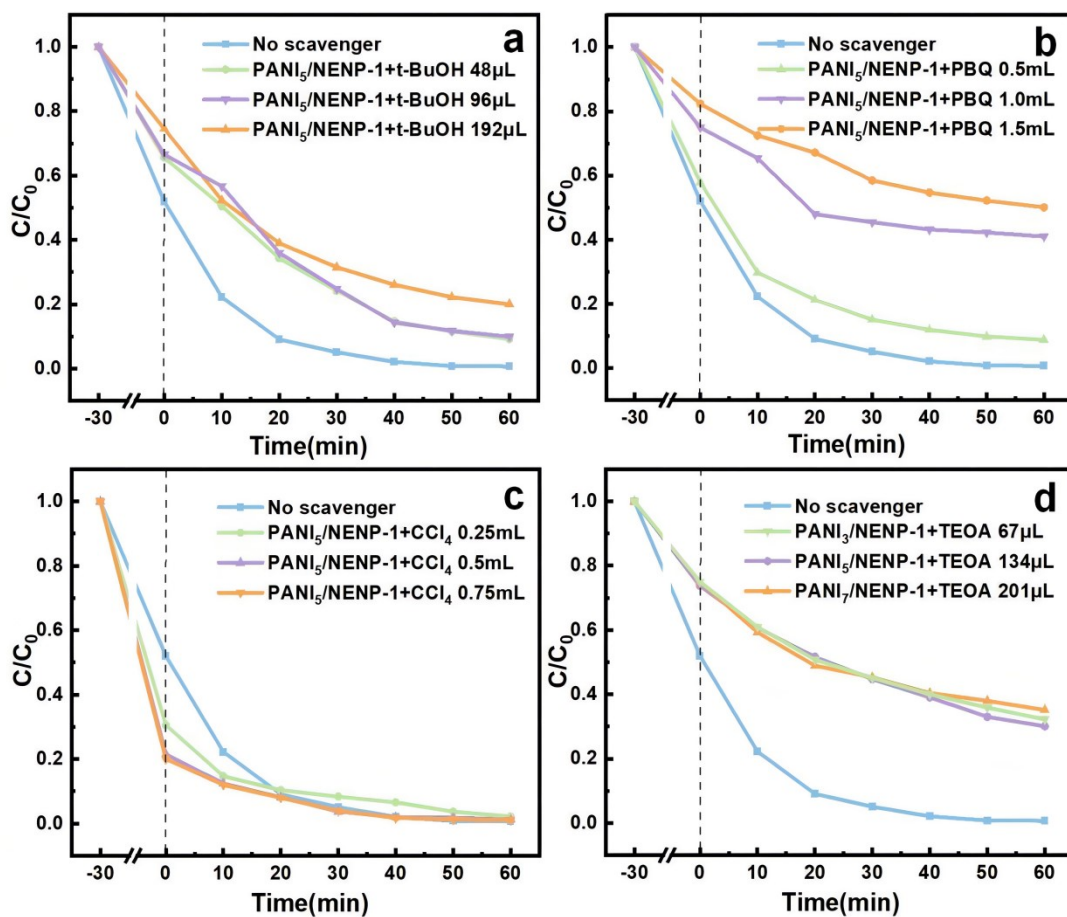 a
No scavenger
PANI₅/NENP-1+t-BuOH 48μL
PANI₅/NENP-1+t-BuOH 96μL
PANI₅/NENP-1+t-BuOH 192μL
C/C₀
1.0
0.8
0.6
0.4
0.2
0.0
-30 0 10 20 30 40 50 60
Time(min)
b
No scavenger
PANI₅/NENP-1+PBQ 0.5mL
PANI₅/NENP-1+PBQ 1.0mL
PANI₅/NENP-1+PBQ 1.5mL
C/C₀
1.0
0.8
0.6
0.4
0.2
0.0
-30 0 10 20 30 40 50 60
Time(min)
c
No scavenger
PANI₅/NENP-1+CCl₄ 0.25mL
PANI₅/NENP-1+CCl₄ 0.5mL
PANI₅/NENP-1+CCl₄ 0.75mL
C/C₀
1.0
0.8
0.6
0.4
0.2
0.0
-30 0 10 20 30 40 50 60
Time(min)
d
No scavenger
PANI₃/NENP-1+TEOA 67μL
PANI₅/NENP-1+TEOA 134μL
PANI₇/NENP-1+TEOA 201μL
C/C₀
1.0
0.8
0.6
0.4
0.2
0.0
-30 0 10 20 30 40 50 60
Time(min)